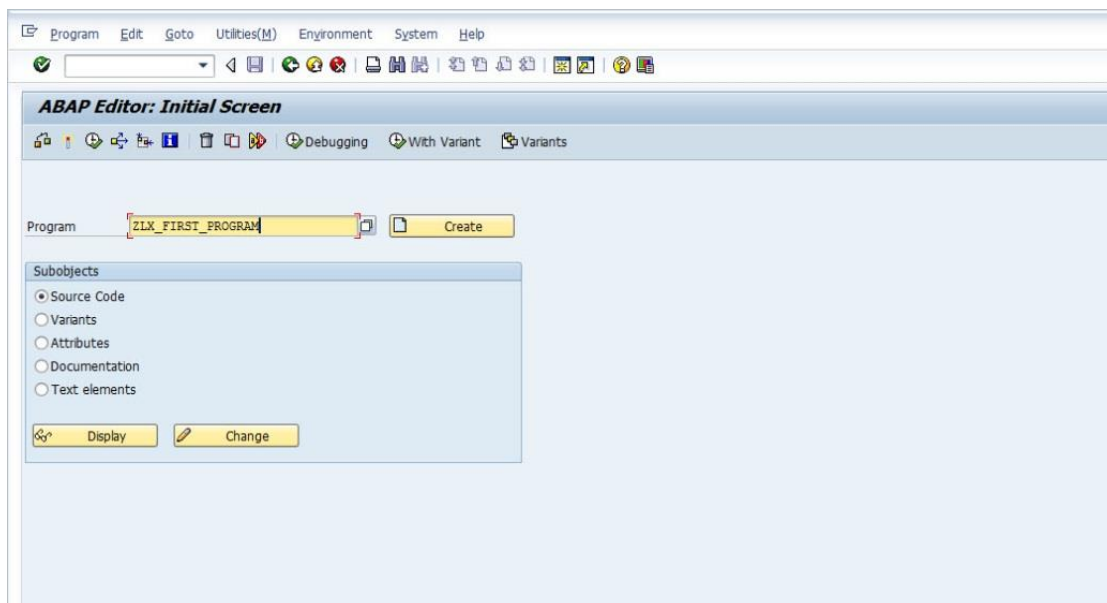 Program Edit Goto Utilities(M) Environment System Help
ABAP Editor: Initial Screen
Debugging With Variant Variants
Program ZLX_FIRST_PROGRAM Create
Subobjects
Source Code
Variants
Attributes
Documentation
Text elements
Display Change